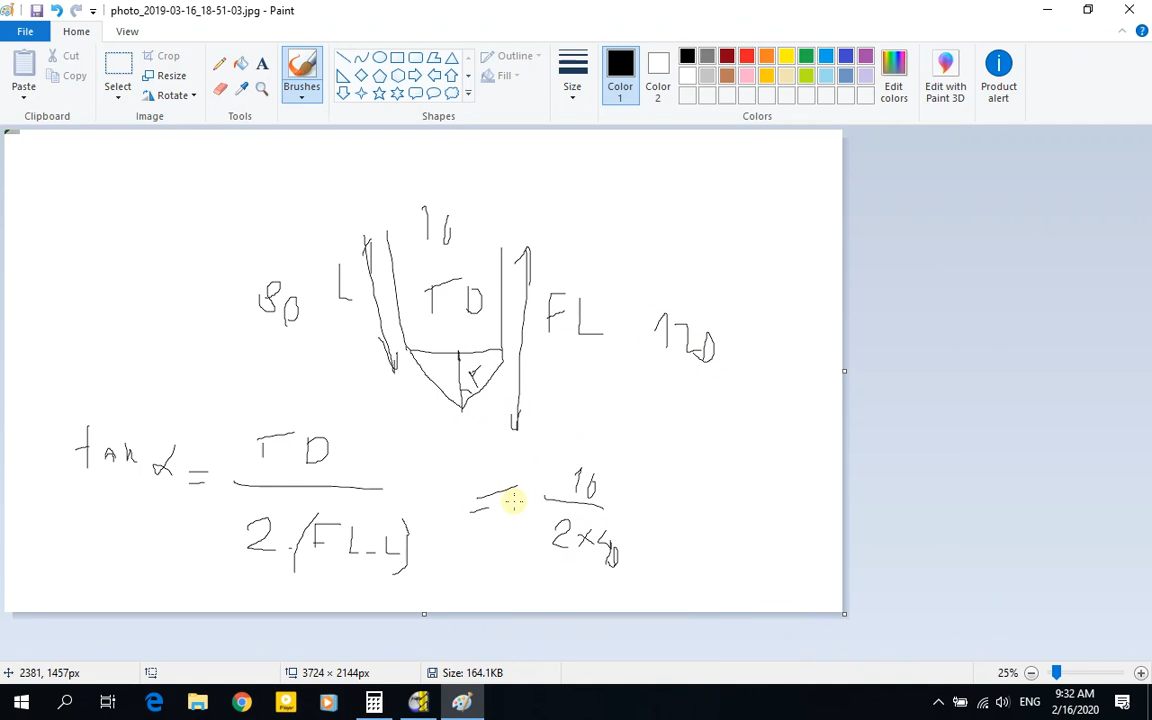 photo_2019-03-16_18-51-03.jpg - Paint
File Home View
Paste Cut Copy
Clipboard
Select Crop Resize Rotate
Image
Tools
Brushes
Shapes
Outline
Fill
Size
Color 1
Color 2
Edit colors
Colors
Edit with Paint 3D
Product alert
10
80 L TD FL 120
tan α = TD / 2.(FL-L) = 10 / 2×40
2381, 1457px 3724 × 2144px Size: 164.1KB 25%
ENG 9:32 AM
2/16/2020